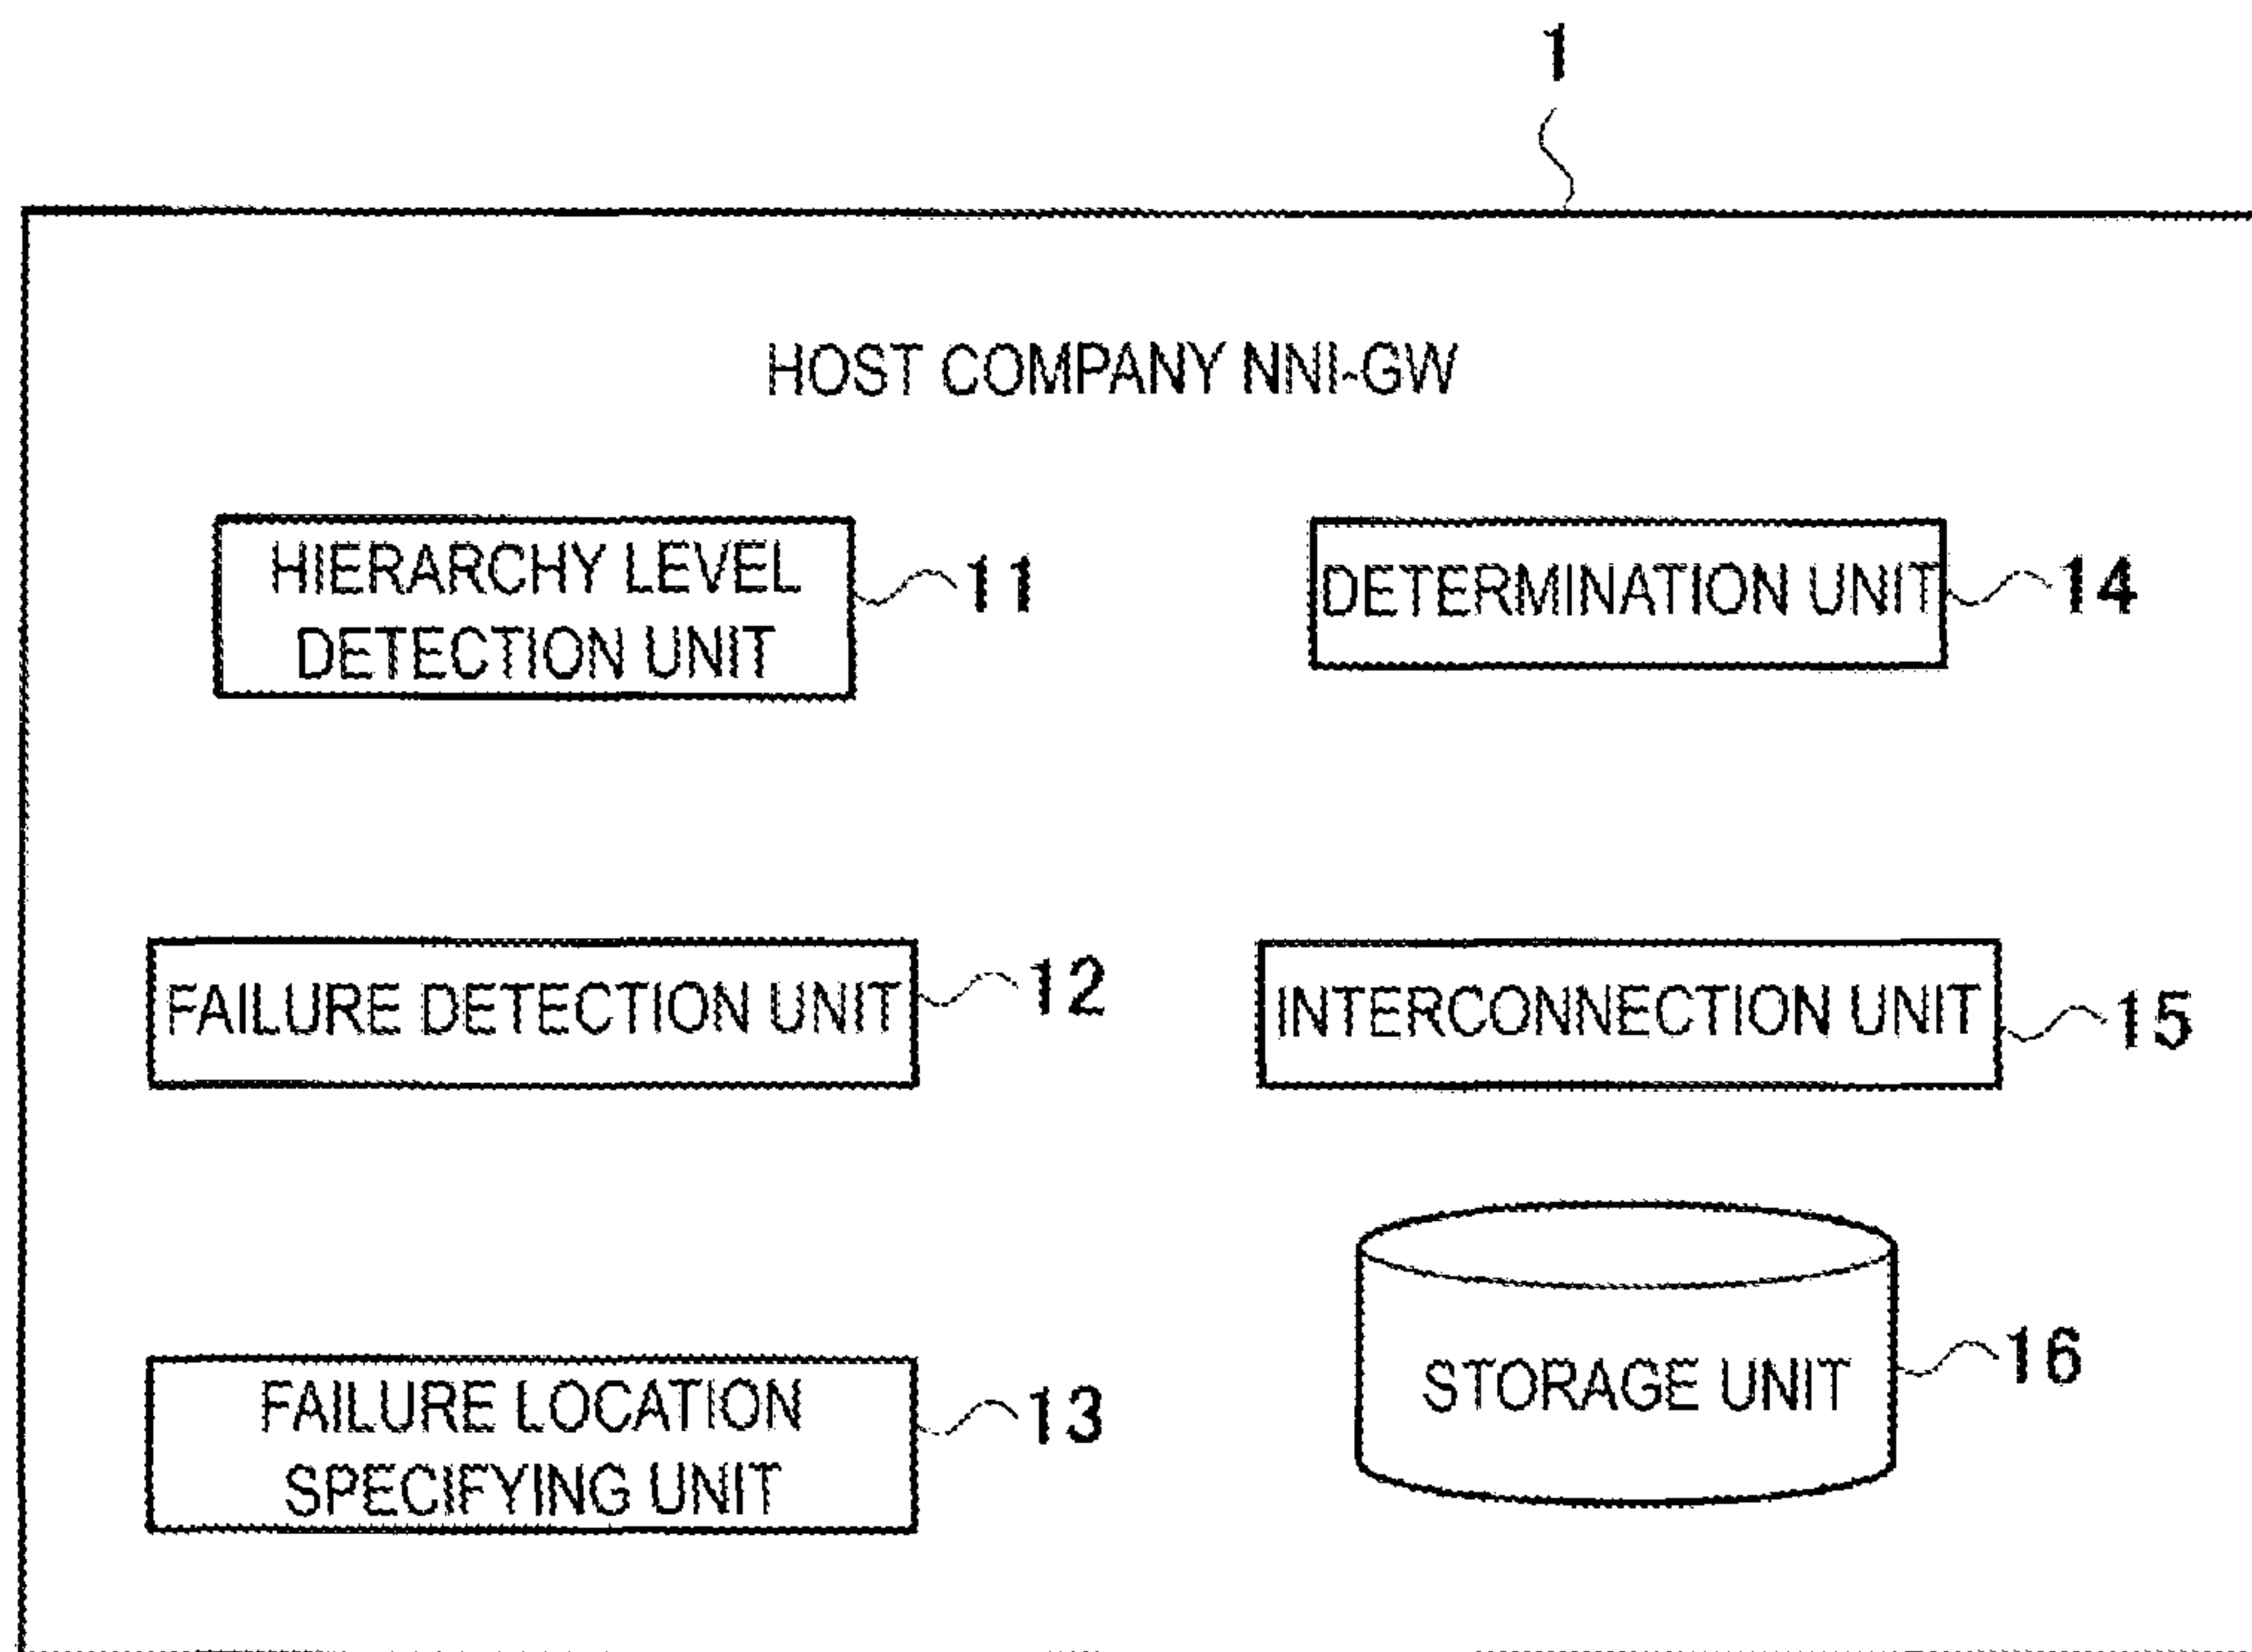 1
HOST COMPANY NNI-GW
HIERARCHY LEVEL
DETECTION UNIT
11
DETERMINATION UNIT
14
FAILURE DETECTION UNIT
12
INTERCONNECTION UNIT
15
FAILURE LOCATION
SPECIFYING UNIT
13
STORAGE UNIT
16